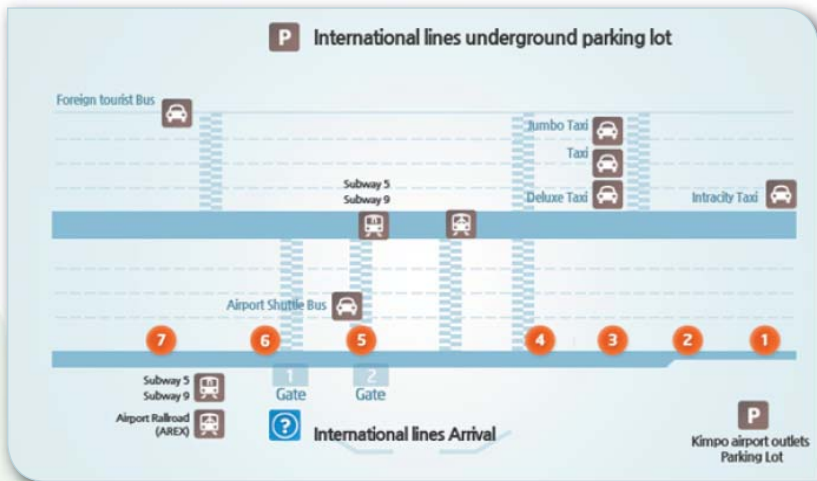 P International lines underground parking lot
Foreign tourist Bus
Jumbo Taxi
Taxi
Subway 5
Subway 9
Deluxe Taxi
Intracity Taxi
Airport Shuttle Bus
7 6 5 4 3 2 1
Subway 5
Subway 9
1
Gate
2
Gate
Airport Railroad
(AREX)
? International lines Arrival
P
Kimpo airport outlets
Parking Lot